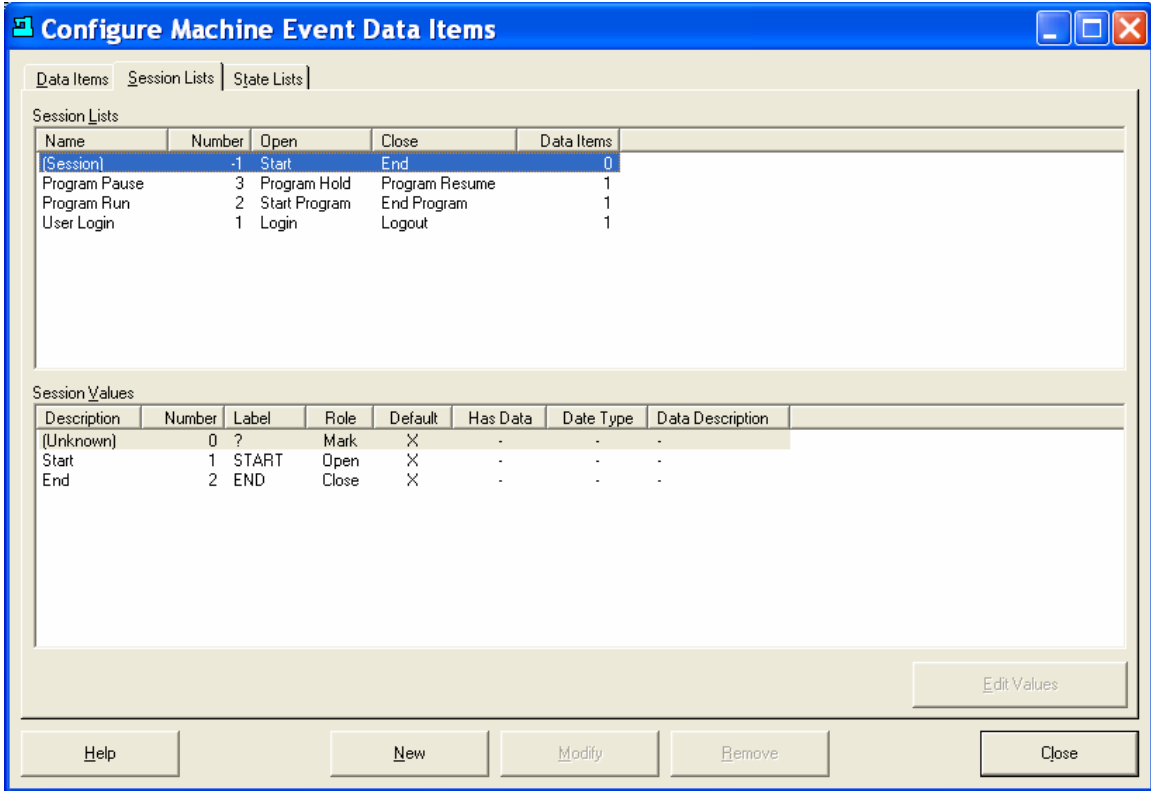 Configure Machine Event Data Items
Data Items Session Lists State Lists
Session Lists
Name Number Open Close Data Items
(Session) -1 Start End 0
Program Pause 3 Program Hold Program Resume 1
Program Run 2 Start Program End Program 1
User Login 1 Login Logout 1
Session Values
Description Number Label Role Default Has Data Date Type Data Description
(Unknown) 0 ? Mark X - - -
Start 1 START Open X - - -
End 2 END Close X - - -
Edit Values
Help New Modify Remove Close